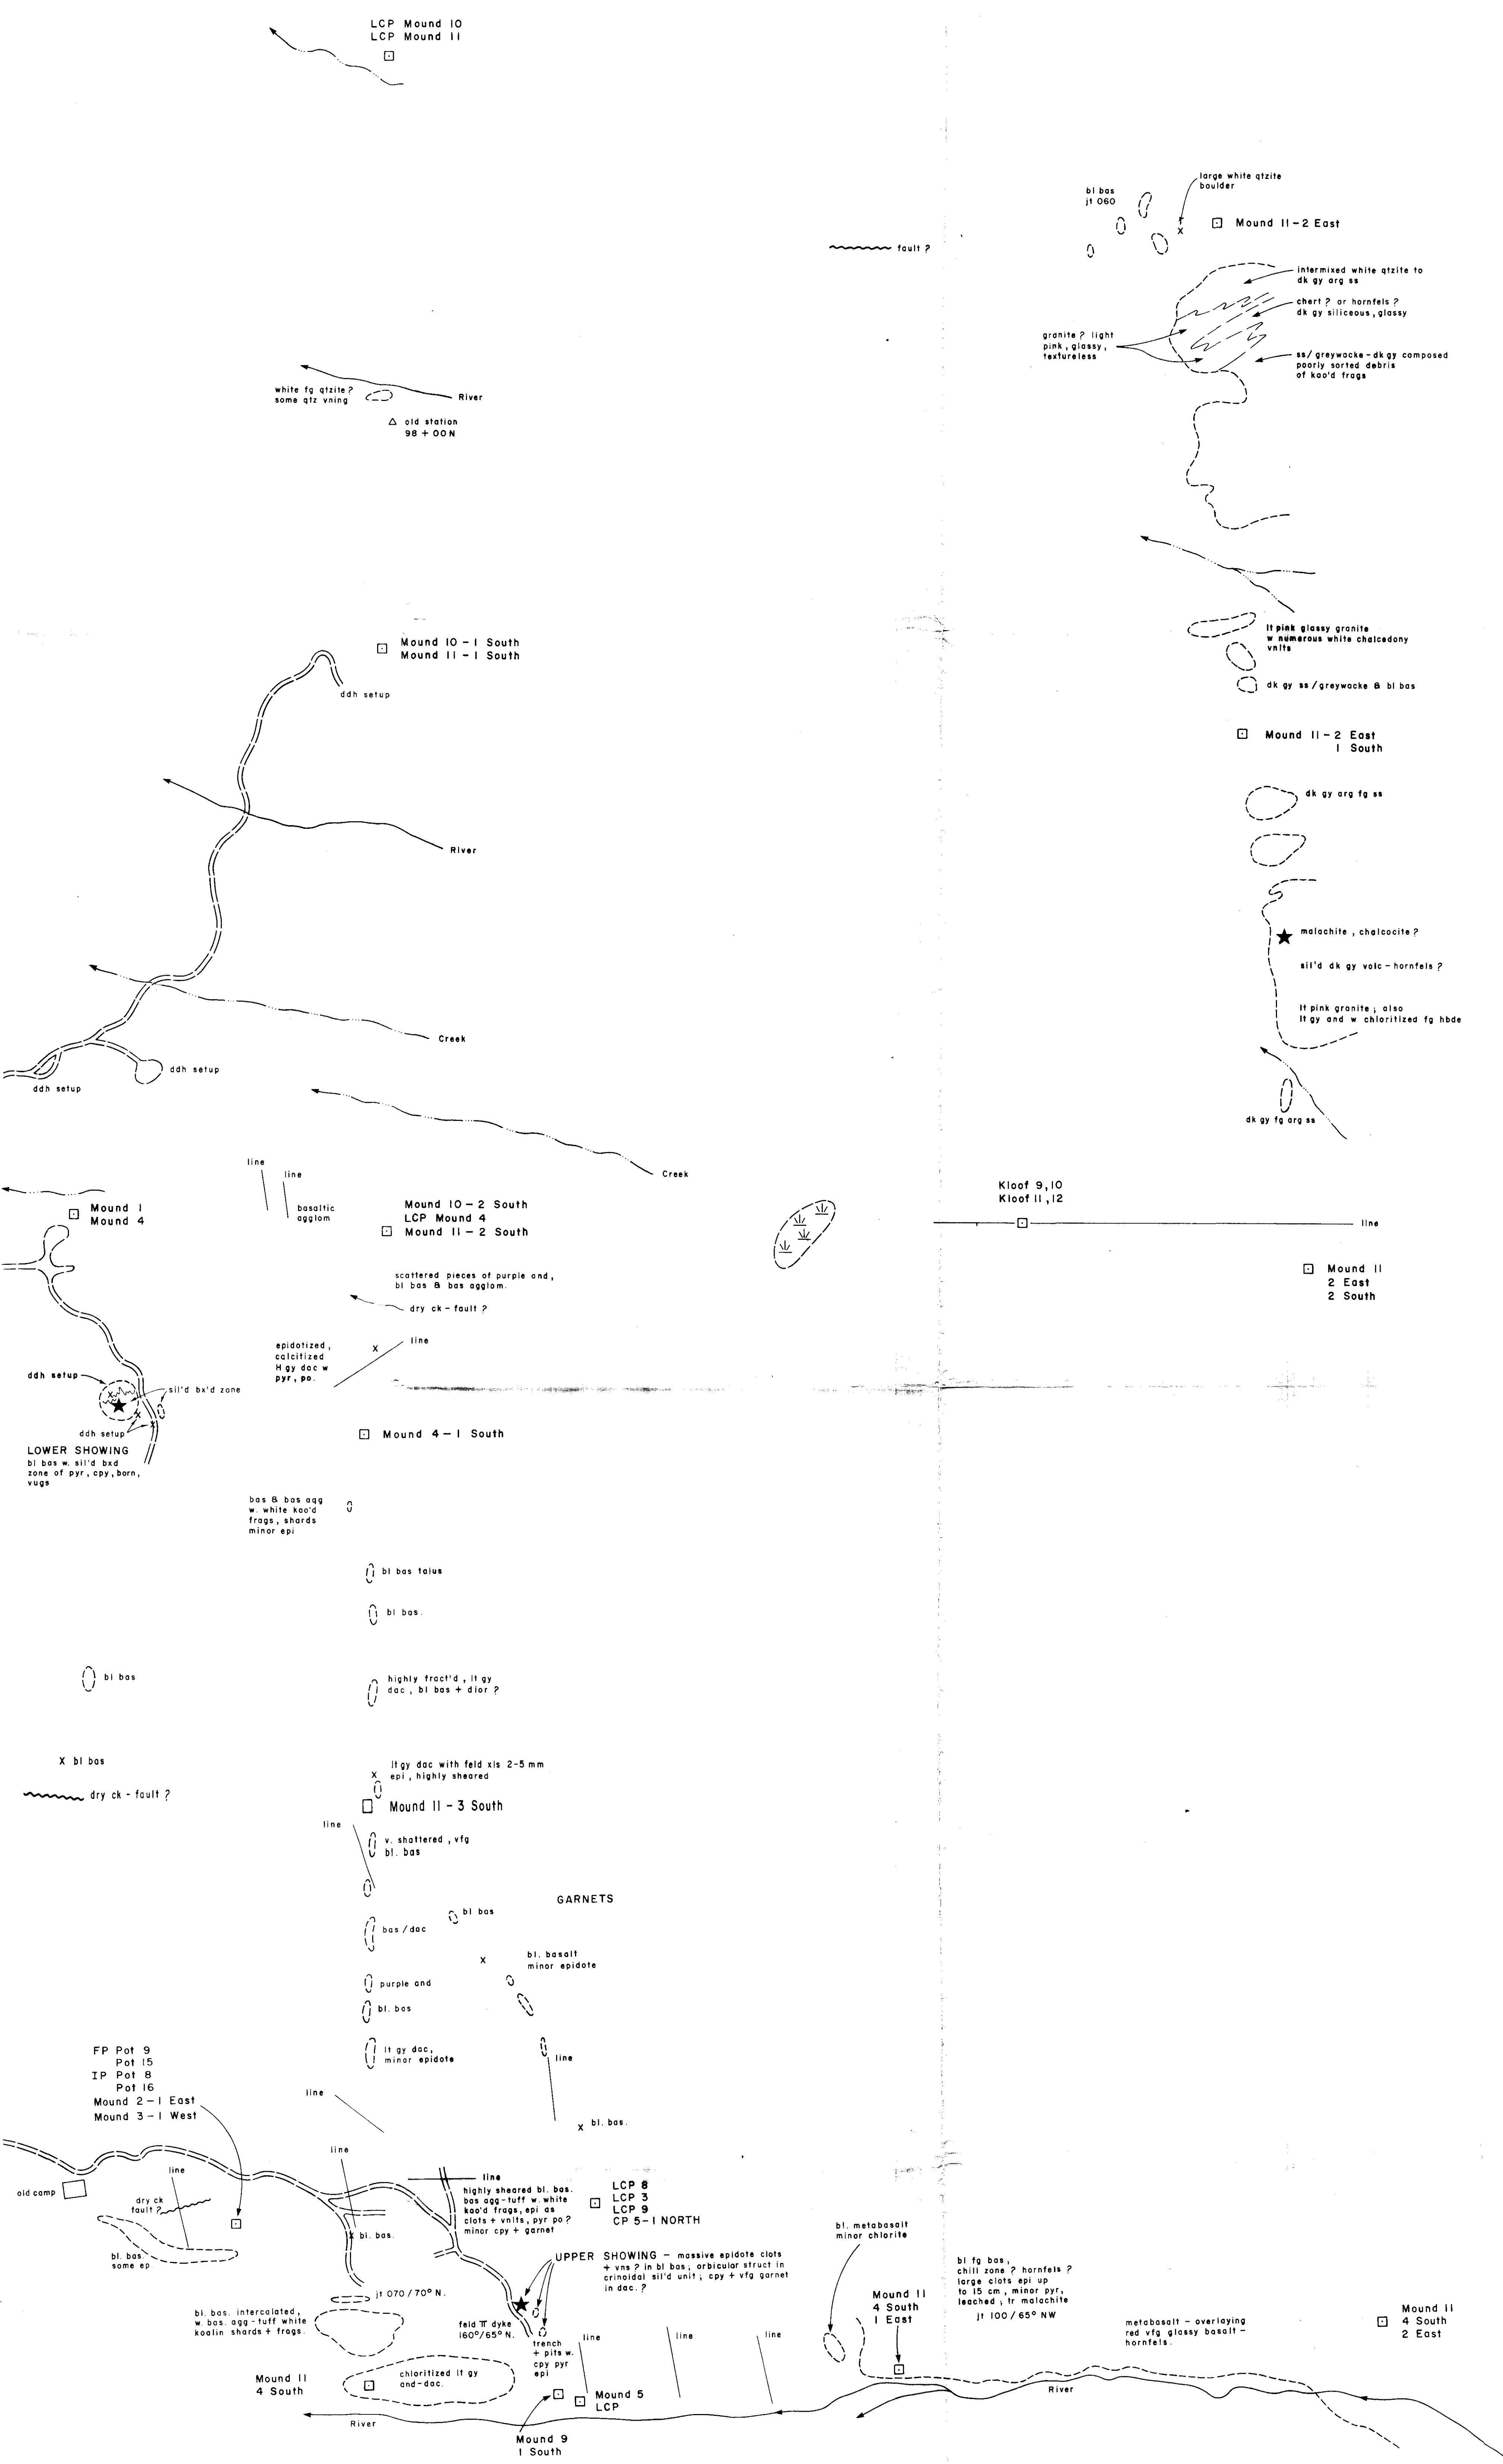 LCP Mound 10
LCP Mound 11
large white qtzite
boulder
bl bas
jt 060
Mound 11-2 East
fault ?
intermixed white qtzite to
dk gy arg ss
chert ? or hornfels ?
dk gy siliceous, glassy
granite ? light
pink, glassy,
textureless
ss/greywacke - dk gy composed
poorly sorted debris
of kao'd frags
white fg qtzite ?
some qtz vning
River
old station
98 + 00N
lt pink glassy granite
w numerous white chalcedony
vnlts
Mound 10-1 South
Mound 11-1 South
ddh setup
dk gy ss/greywacke & bl bas
Mound 11-2 East
1 South
dk gy arg fg ss
River
malachite, chalcocite ?
sil'd dk gy volc-hornfels ?
lt pink granite; also
lt gy and w chloritized fg hbde
Creek
ddh setup
ddh setup
dk gy fg arg ss
Creek
line
line
Mound 1
Mound 4
basaltic
agglom
Mound 10-2 South
LCP Mound 4
Mound 11-2 South
Kloof 9,10
Kloof 11,12
line
Mound 11
2 East
2 South
scattered pieces of purple and,
bl bas & bas agglom.
dry ck-fault ?
line
epidotized,
calcitized
H gy dac w
pyr, po.
ddh setup
sil'd bx'd zone
ddh setup
LOWER SHOWING
bl bas w. sil'd bxd
zone of pyr, cpy, born,
vugs
Mound 4-1 South
bas & bas agg
w. white kao'd
frags, shards
minor epi
bl bas talus
bl bas.
bl bas
highly fract'd, lt gy
dac, bl bas + dior ?
X bl bas
lt gy dac with feld xls 2-5 mm
epi, highly sheared
dry ck - fault ?
Mound 11-3 South
line
v. shattered, vfg
bl. bas
GARNETS
bl bas
bas/dac
bl. basalt
minor epidote
purple and
bl. bas
lt gy dac,
minor epidote
line
FP Pot 9
Pot 15
IP Pot 8
Pot 16
Mound 2-1 East
Mound 3-1 West
line
x bl. bas.
line
line
line
old camp
dry ck
fault ?
highly sheared bl. bas.
bas agg-tuff w. white
kao'd frags, epi as
clots + vnlts, pyr po ?
minor cpy + garnet
LCP 8
LCP 3
LCP 9
CP 5-1 NORTH
bl. bas.
bl. bas.
some ep
bl. metabasalt
minor chlorite
UPPER SHOWING - massive epidote clots
+ vns ? in bl bas; orbicular struct in
crinoidal sil'd unit; cpy + vfg garnet
in dac. ?
bl fg bas,
chill zone ? hornfels ?
large clots epi up
to 15 cm, minor pyr,
leached; tr malachite
jt 100/65° NW
jt 070/70° N.
Mound 11
4 South
1 East
bl. bas. intercalated,
w. bas. agg-tuff white
koalin shards + frags.
feld π dyke
160°/65° N.
trench
+ pits w.
cpy pyr
epi
line
line
line
metabasalt - overlaying
red vfg glassy basalt -
hornfels.
Mound 11
4 South
2 East
Mound 11
4 South
chloritized lt gy
and-dac.
Mound 5
LCP
River
River
Mound 9
1 South